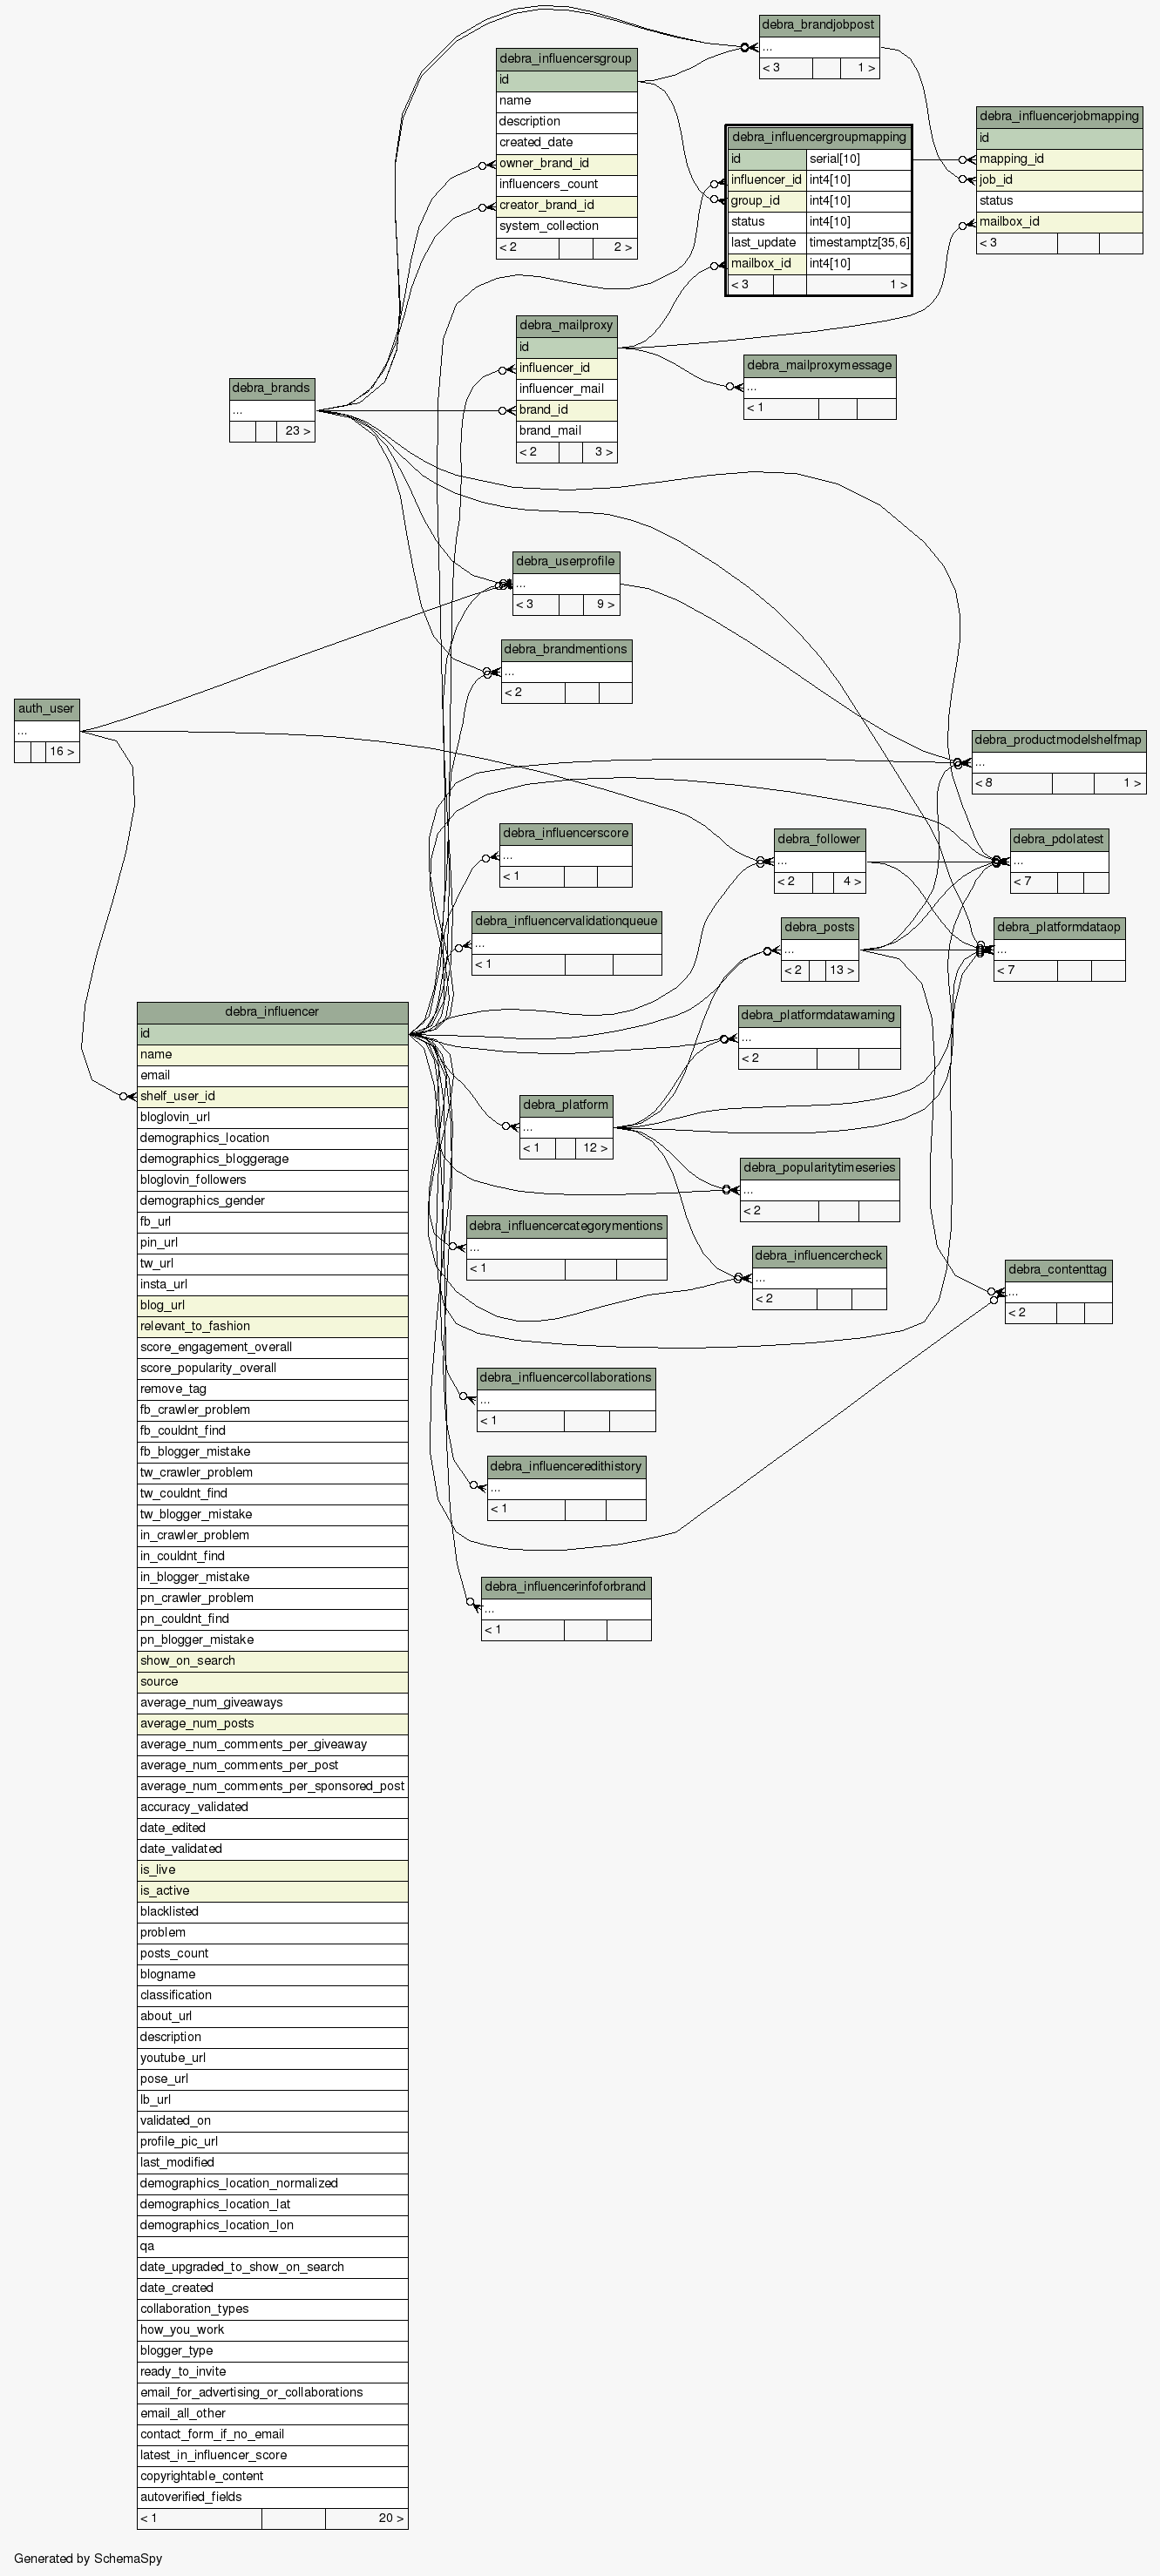 debra_brandjobpost
...
< 3 1 >
debra_influencersgroup
id
name
description
created_date
owner_brand_id
influencers_count
creator_brand_id
system_collection
< 2 2 >
debra_influencergroupmapping
id serial[10]
influencer_id int4[10]
group_id int4[10]
status int4[10]
last_update timestamptz[35,6]
mailbox_id int4[10]
< 3 1 >
debra_influencerjobmapping
id
mapping_id
job_id
status
mailbox_id
< 3
debra_mailproxy
id
influencer_id
influencer_mail
brand_id
brand_mail
< 2 3 >
debra_mailproxymessage
...
< 1
debra_brands
...
23 >
debra_userprofile
...
< 3 9 >
debra_brandmentions
...
< 2
auth_user
...
16 >
debra_productmodelshelfmap
...
< 8 1 >
debra_influencerscore
...
< 1
debra_follower
...
< 2 4 >
debra_pdolatest
...
< 7
debra_influencervalidationqueue
...
< 1
debra_posts
...
< 2 13 >
debra_platformdataop
...
< 7
debra_platformdatawarning
...
< 2
debra_platform
...
< 1 12 >
debra_popularitytimeseries
...
< 2
debra_influencercategorymentions
...
< 1
debra_influencercheck
...
< 2
debra_contenttag
...
< 2
debra_influencercollaborations
...
< 1
debra_influenceredithistory
...
< 1
debra_influencerinfoforbrand
...
< 1
debra_influencer
id
name
email
shelf_user_id
bloglovin_url
demographics_location
demographics_bloggerage
bloglovin_followers
demographics_gender
fb_url
pin_url
tw_url
insta_url
blog_url
relevant_to_fashion
score_engagement_overall
score_popularity_overall
remove_tag
fb_crawler_problem
fb_couldnt_find
fb_blogger_mistake
tw_crawler_problem
tw_couldnt_find
tw_blogger_mistake
in_crawler_problem
in_couldnt_find
in_blogger_mistake
pn_crawler_problem
pn_couldnt_find
pn_blogger_mistake
show_on_search
source
average_num_giveaways
average_num_posts
average_num_comments_per_giveaway
average_num_comments_per_post
average_num_comments_per_sponsored_post
accuracy_validated
date_edited
date_validated
is_live
is_active
blacklisted
problem
posts_count
blogname
classification
about_url
description
youtube_url
pose_url
lb_url
validated_on
profile_pic_url
last_modified
demographics_location_normalized
demographics_location_lat
demographics_location_lon
qa
date_upgraded_to_show_on_search
date_created
collaboration_types
how_you_work
blogger_type
ready_to_invite
email_for_advertising_or_collaborations
email_all_other
contact_form_if_no_email
latest_in_influencer_score
copyrightable_content
autoverified_fields
< 1 20 >
Generated by SchemaSpy